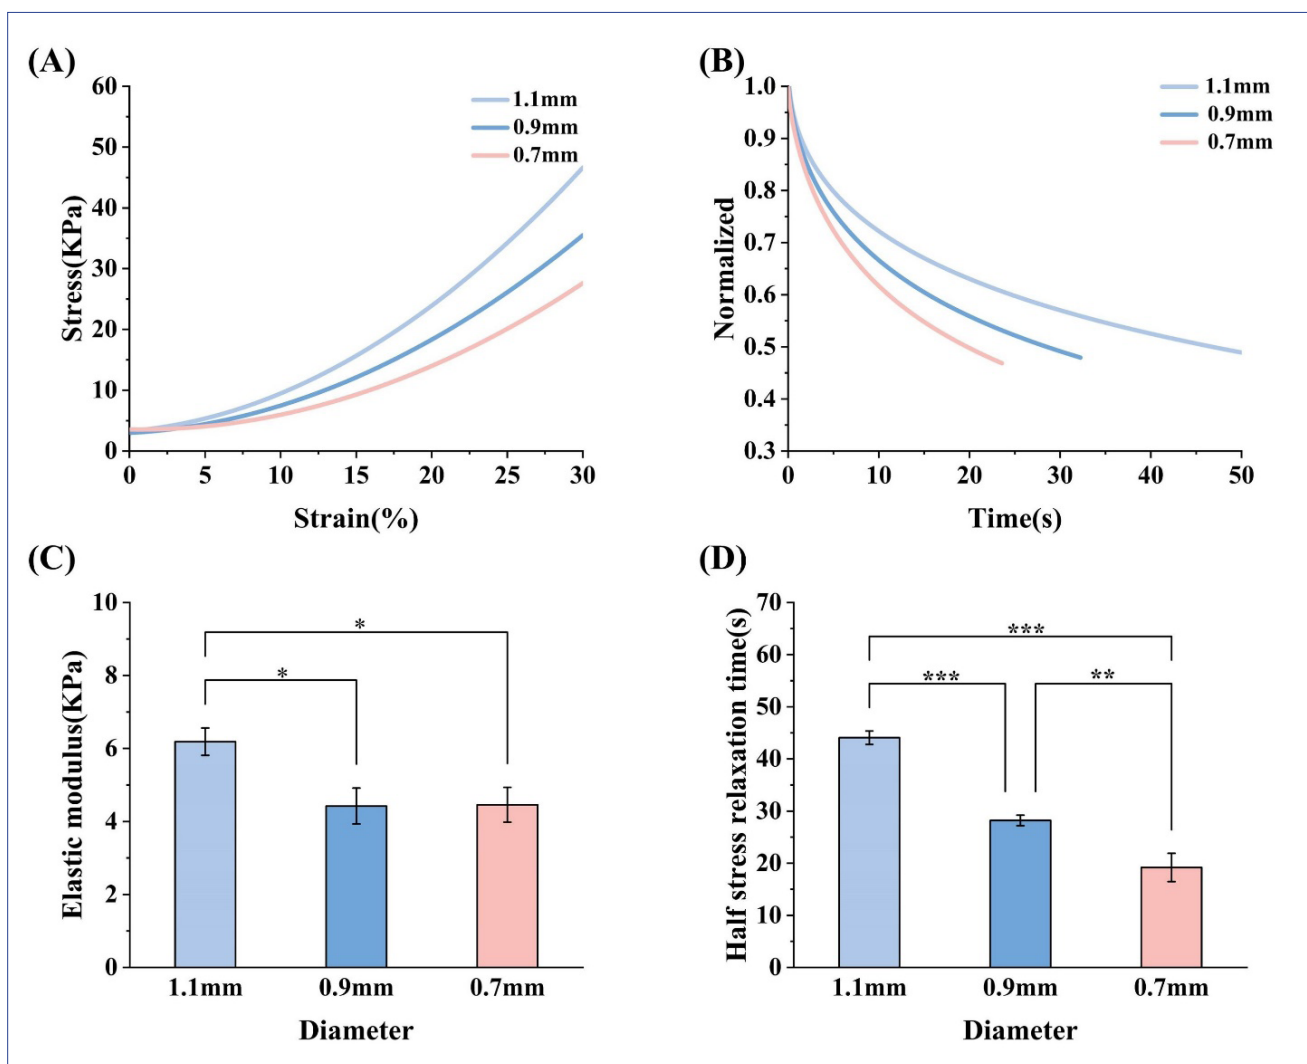 (A)
60
50
40
30
20
10
0
Stress(KPa)
1.1mm
0.9mm
0.7mm
0 5 10 15 20 25 30
Strain(%)
(B)
1.0
0.9
0.8
0.7
0.6
0.5
0.4
0.3
Normalized
1.1mm
0.9mm
0.7mm
0 10 20 30 40 50
Time(s)
(C)
10
8
6
4
2
0
Elastic modulus(KPa)
*
*
1.1mm 0.9mm 0.7mm
Diameter
(D)
70
60
50
40
30
20
10
0
Half stress relaxation time(s)
***
*** **
1.1mm 0.9mm 0.7mm
Diameter